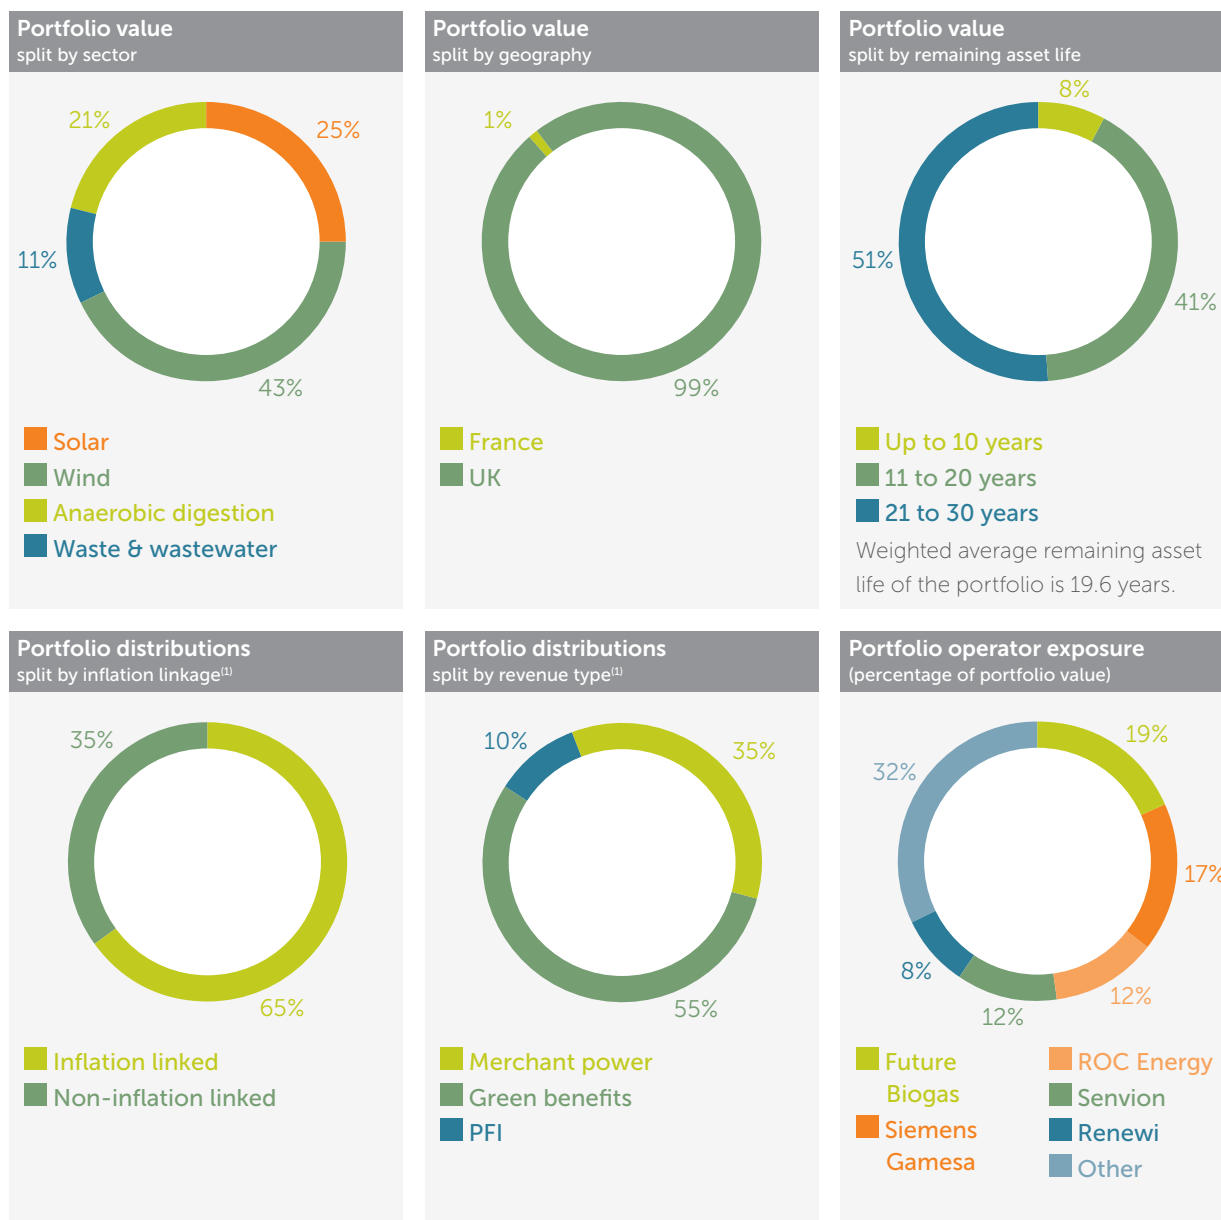 Portfolio value
split by sector
21%
25%
11%
43%
Solar
Wind
Anaerobic digestion
Waste & wastewater
Portfolio value
split by geography
1%
99%
France
UK
Portfolio value
split by remaining asset life
8%
51%
41%
Up to 10 years
11 to 20 years
21 to 30 years
Weighted average remaining asset
life of the portfolio is 19.6 years.
Portfolio distributions
split by inflation linkage(1)
35%
65%
Inflation linked
Non-inflation linked
Portfolio distributions
split by revenue type(1)
10%
35%
55%
Merchant power
Green benefits
PFI
Portfolio operator exposure
(percentage of portfolio value)
19%
32%
17%
8%
12%
12%
Future
Biogas
Siemens
Gamesa
ROC Energy
Senvion
Renewi
Other